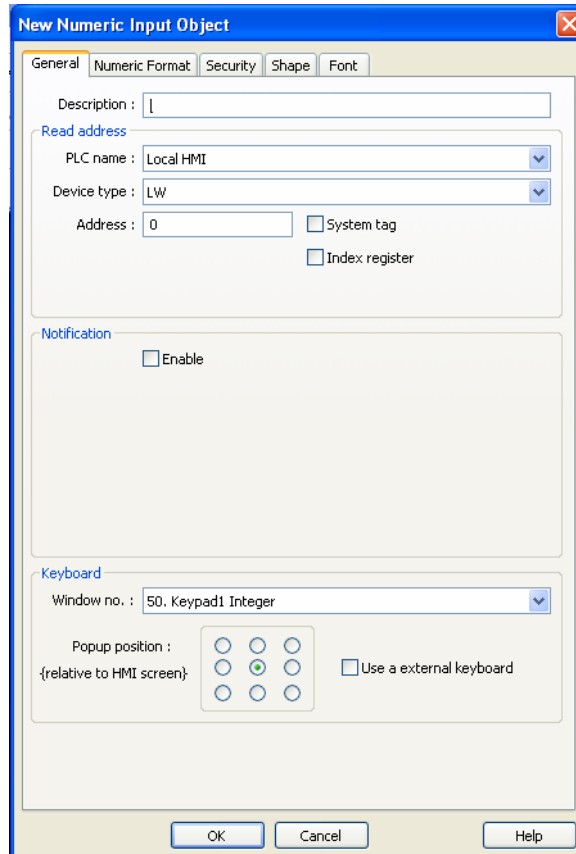 New Numeric Input Object
General Numeric Format Security Shape Font
Description :
Read address
PLC name : Local HMI
Device type : LW
Address : 0 System tag
Index register
Notification
Enable
Keyboard
Window no. : 50. Keypad1 Integer
Popup position :
{relative to HMI screen} Use a external keyboard
OK Cancel Help